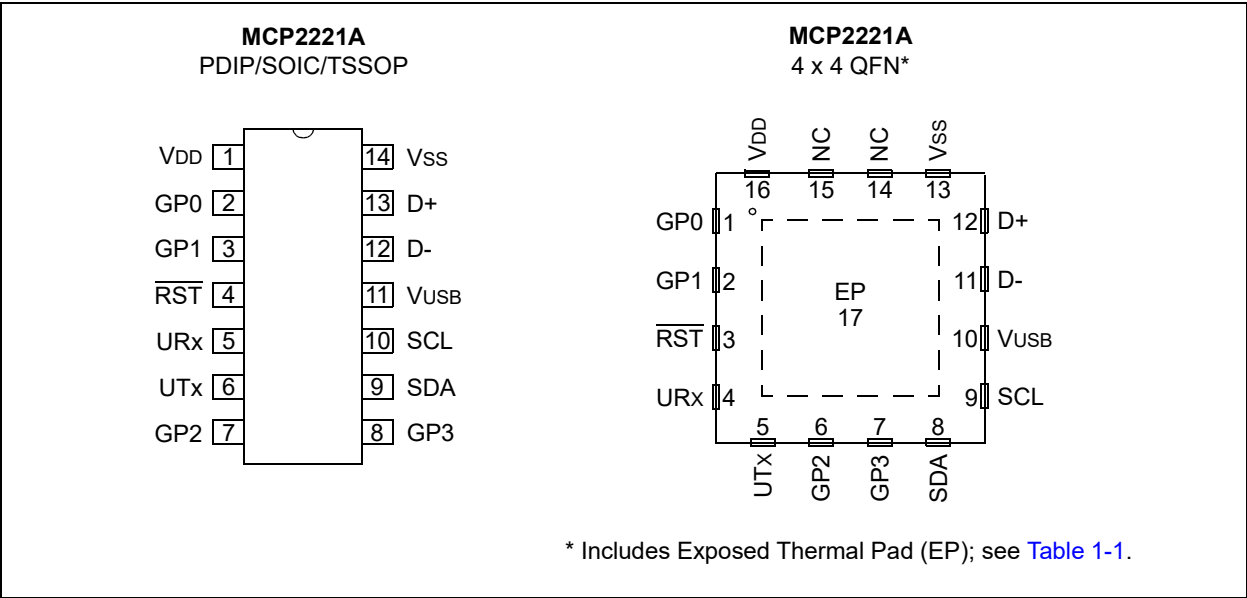 MCP2221A
PDIP/SOIC/TSSOP
VDD 1
GP0 2
GP1 3
RST 4
URx 5
UTx 6
GP2 7
14 VSS
13 D+
12 D-
11 VUSB
10 SCL
9 SDA
8 GP3
MCP2221A
4 x 4 QFN*
VDD
NC
NC
VSS
16 15 14 13
GP0 1
GP1 2
RST 3
URx 4
12 D+
11 D-
10 VUSB
9 SCL
EP
17
5 6 7 8
UTx
GP2
GP3
SDA
* Includes Exposed Thermal Pad (EP); see Table 1-1.